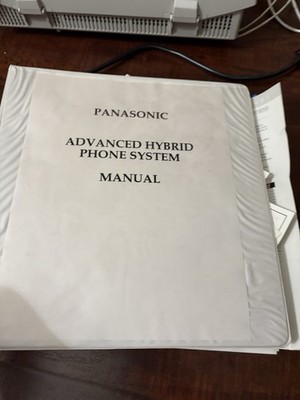 PANASONIC
ADVANCED HYBRID
PHONE SYSTEM
MANUAL